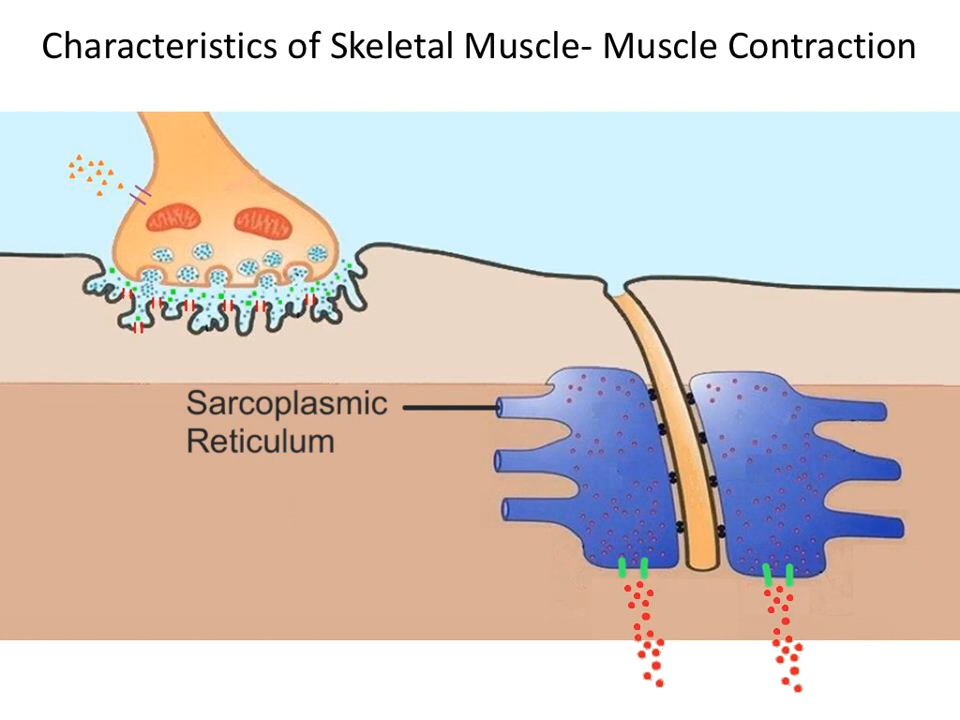 Characteristics of Skeletal Muscle- Muscle Contraction
Sarcoplasmic
Reticulum